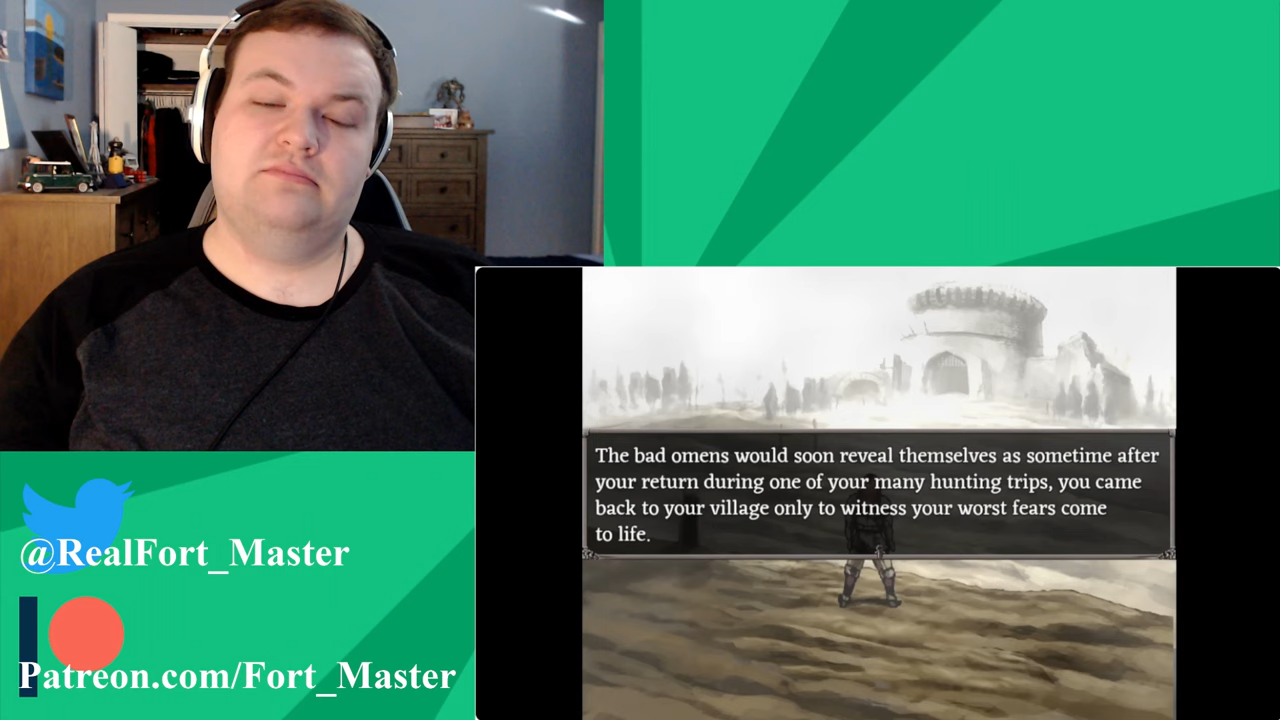 The bad omens would soon reveal themselves as sometime after
your return during one of your many hunting trips, you came
back to your village only to witness your worst fears come
to life.
@RealFort_Master
Patreon.com/Fort_Master